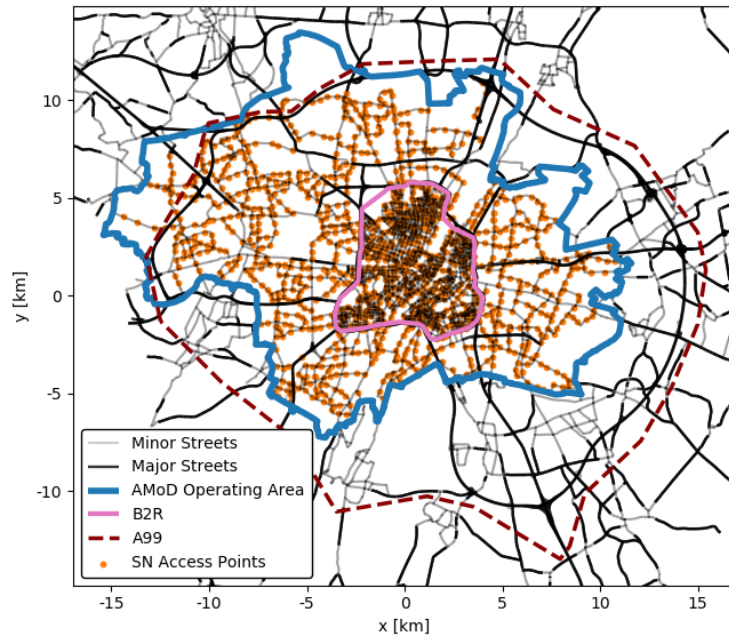 10
5
0
-5
-10
y [km]
Minor Streets
Major Streets
AMoD Operating Area
B2R
A99
SN Access Points
-15
-10
-5
0
5
10
15
x [km]